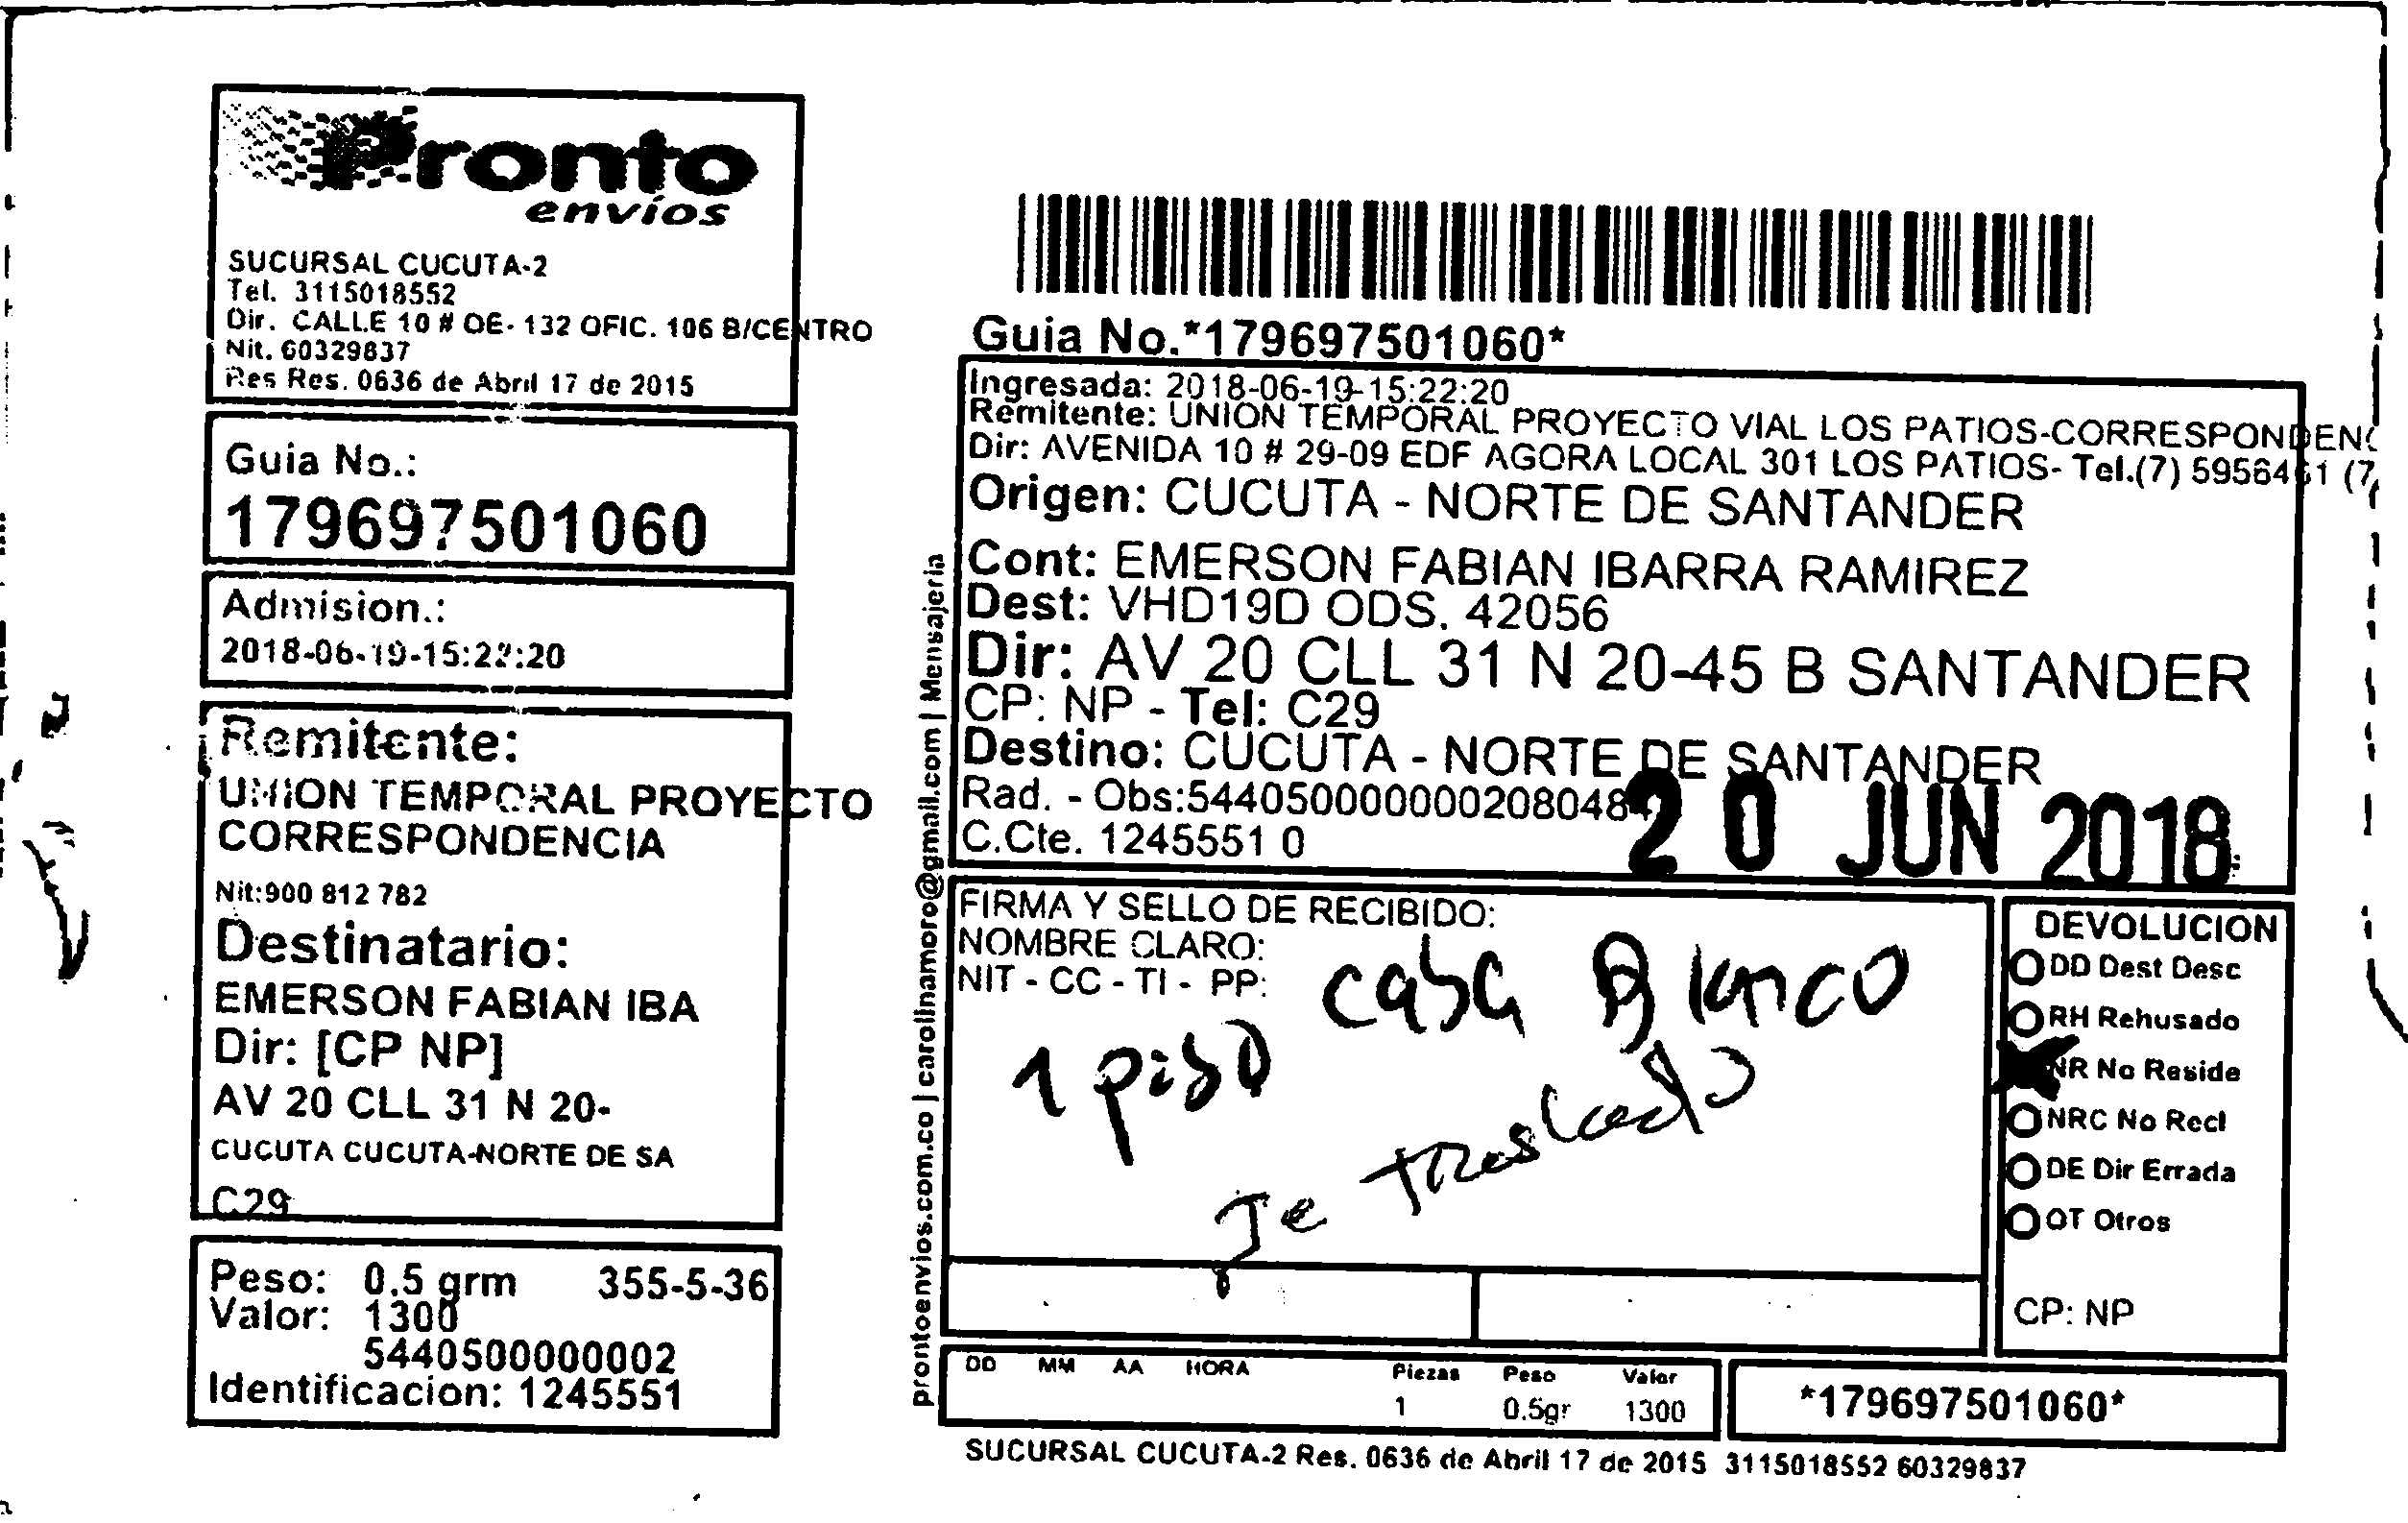 Pronto
envíos
SUCURSAL CUCUTA-2
Tel. 3115018552
Dir. CALLE 10 # OE- 132 OFIC. 106 B/CENTRO
Nit. 60329837
Res Res. 0636 de Abril 17 de 2015
Guia No.:
179697501060
Admision.:
2018-06-19-15:22:20
Remitente:
UNION TEMPORAL PROYECTO
CORRESPONDENCIA
Nit:900 812 782
Destinatario:
EMERSON FABIAN IBA
Dir: [CP NP]
AV 20 CLL 31 N 20-
CUCUTA CUCUTA-NORTE DE SA
C29
Peso: 0.5 grm 355-5-36
Valor: 1300
5440500000002
Identificacion: 1245551
prontoenvios.com.co | carolinamoro@gmail.com | Mensajeria
Guia No.*179697501060*
Ingresada: 2018-06-19-15:22:20
Remitente: UNION TEMPORAL PROYECTO VIAL LOS PATIOS-CORRESPONDENC
Dir: AVENIDA 10 # 29-09 EDF AGORA LOCAL 301 LOS PATIOS- Tel.(7) 5956461 (7
Origen: CUCUTA - NORTE DE SANTANDER
Cont: EMERSON FABIAN IBARRA RAMIREZ
Dest: VHD19D ODS. 42056
Dir: AV 20 CLL 31 N 20-45 B SANTANDER
CP: NP - Tel: C29
Destino: CUCUTA - NORTE DE SANTANDER
Rad. - Obs:
C.Cte. 1245551 0
20 JUN 2018
FIRMA Y SELLO DE RECIBIDO:
NOMBRE CLARO:
NIT - CC - TI - PP:
casa Blanco
1 piso
Se traslado
DEVOLUCION
DD Dest Desc
RH Rehusado
NR No Reside
NRC No Recl
DE Dir Errada
OT Otros
CP: NP
DD MM AA HORA Piezas Peso Valor
1 0.5gr 1300
*179697501060*
SUCURSAL CUCUTA-2 Res. 0636 de Abril 17 de 2015 3115018552 60329837